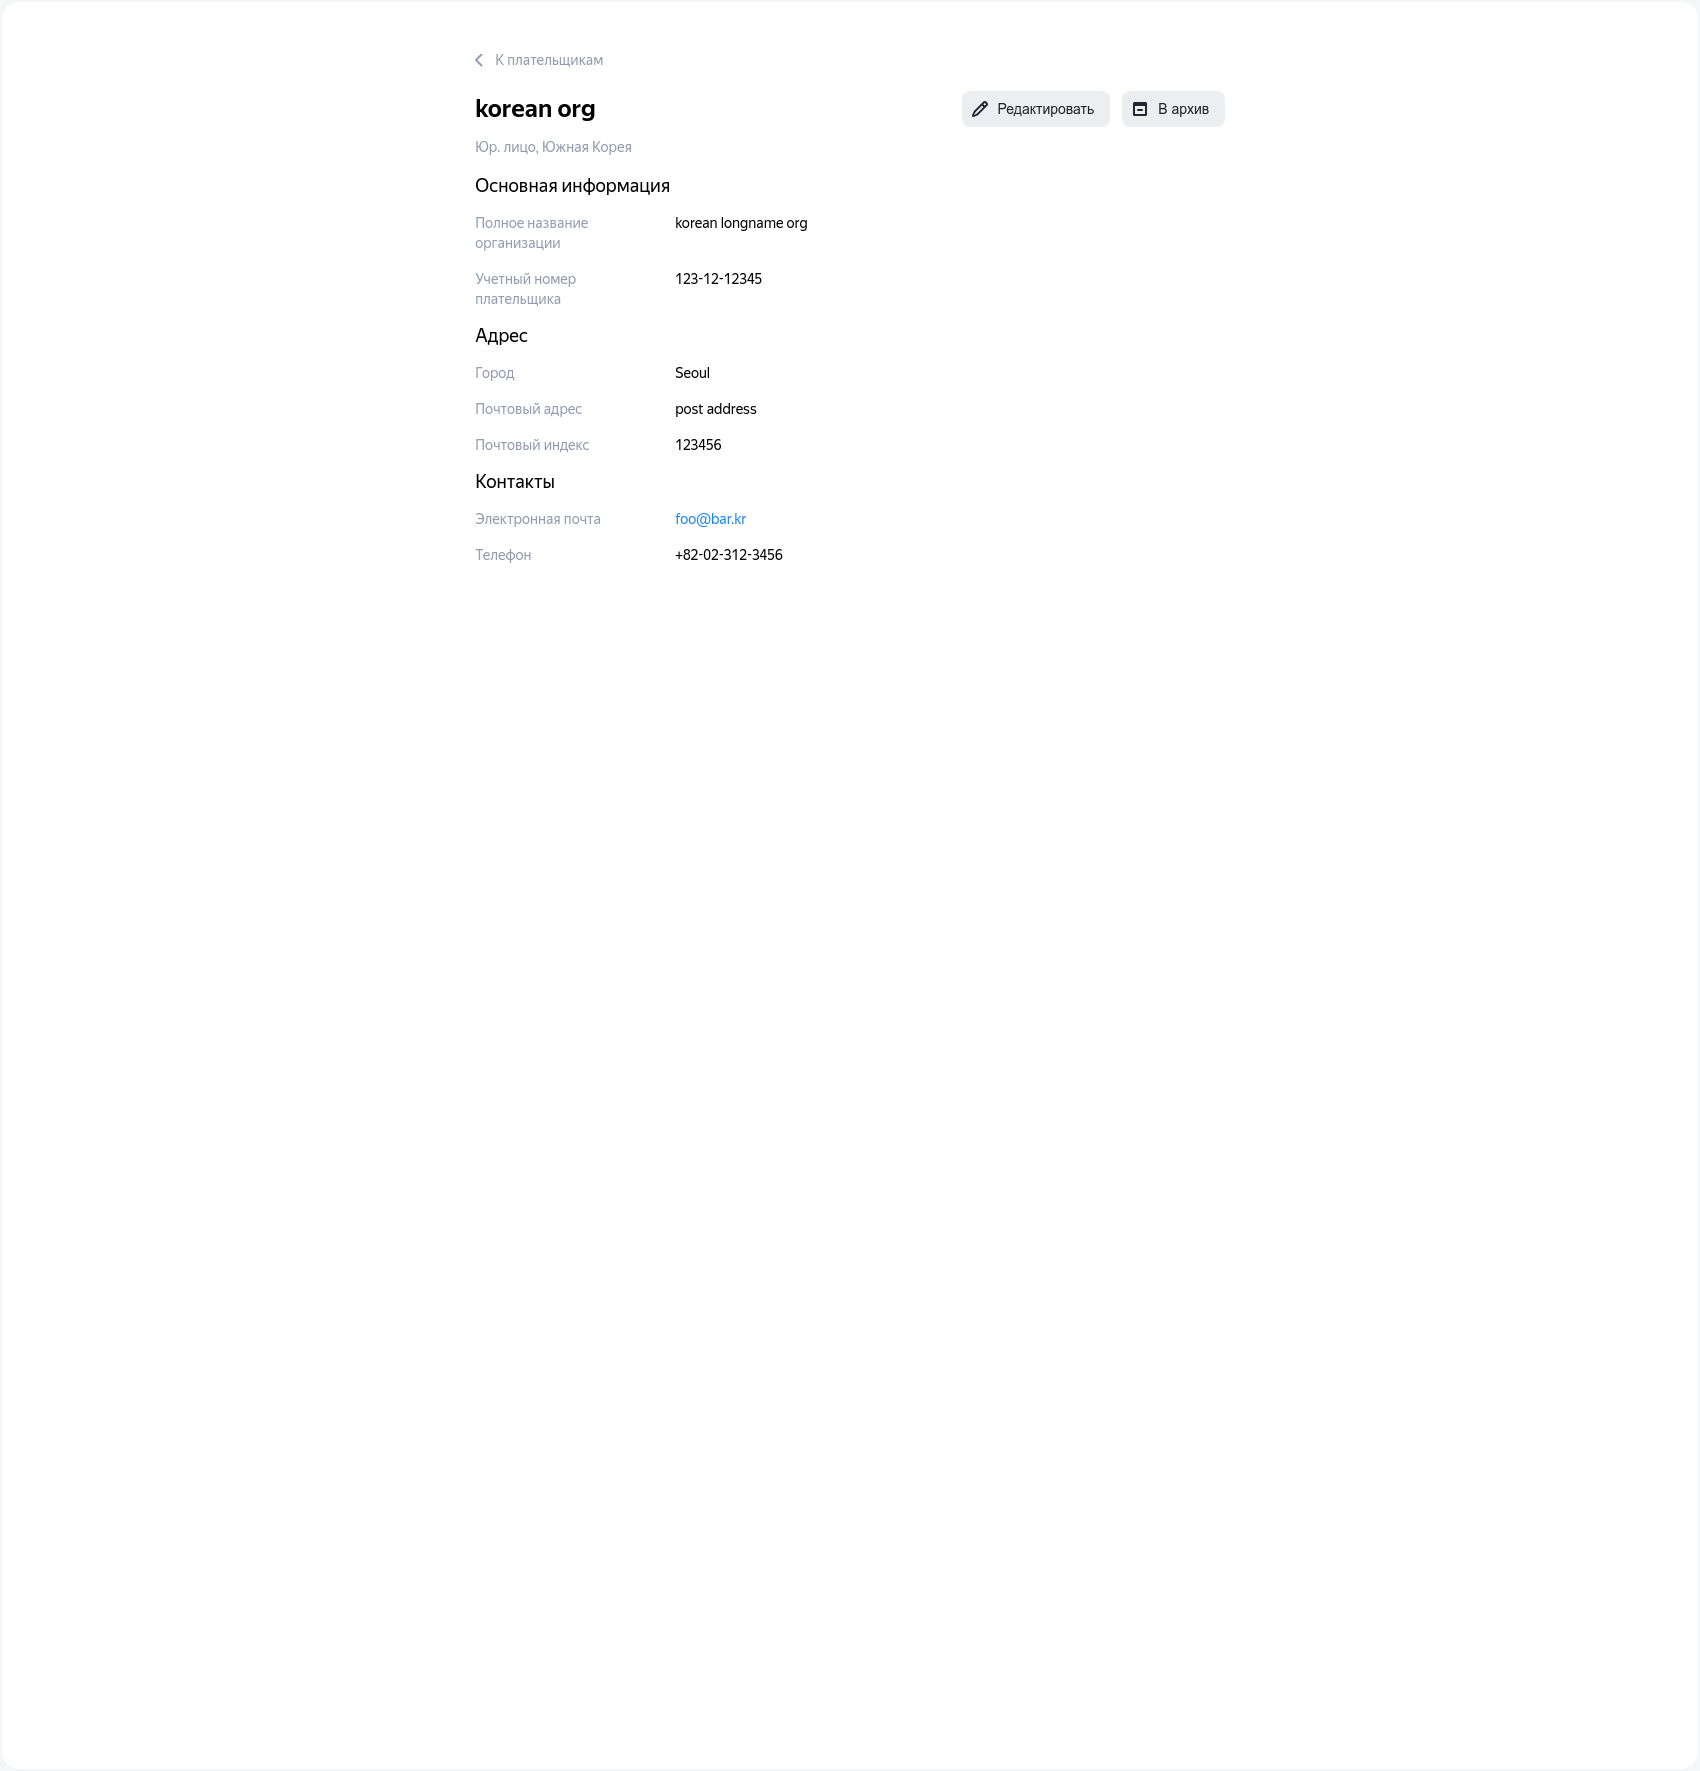 К плательщикам
korean org
Редактировать
В архив
Юр. лицо, Южная Корея
Основная информация
Полное название
организации
korean longname org
Учетный номер
плательщика
123-12-12345
Адрес
Город
Seoul
Почтовый адрес
post address
Почтовый индекс
123456
Контакты
Электронная почта
foo@bar.kr
Телефон
+82-02-312-3456